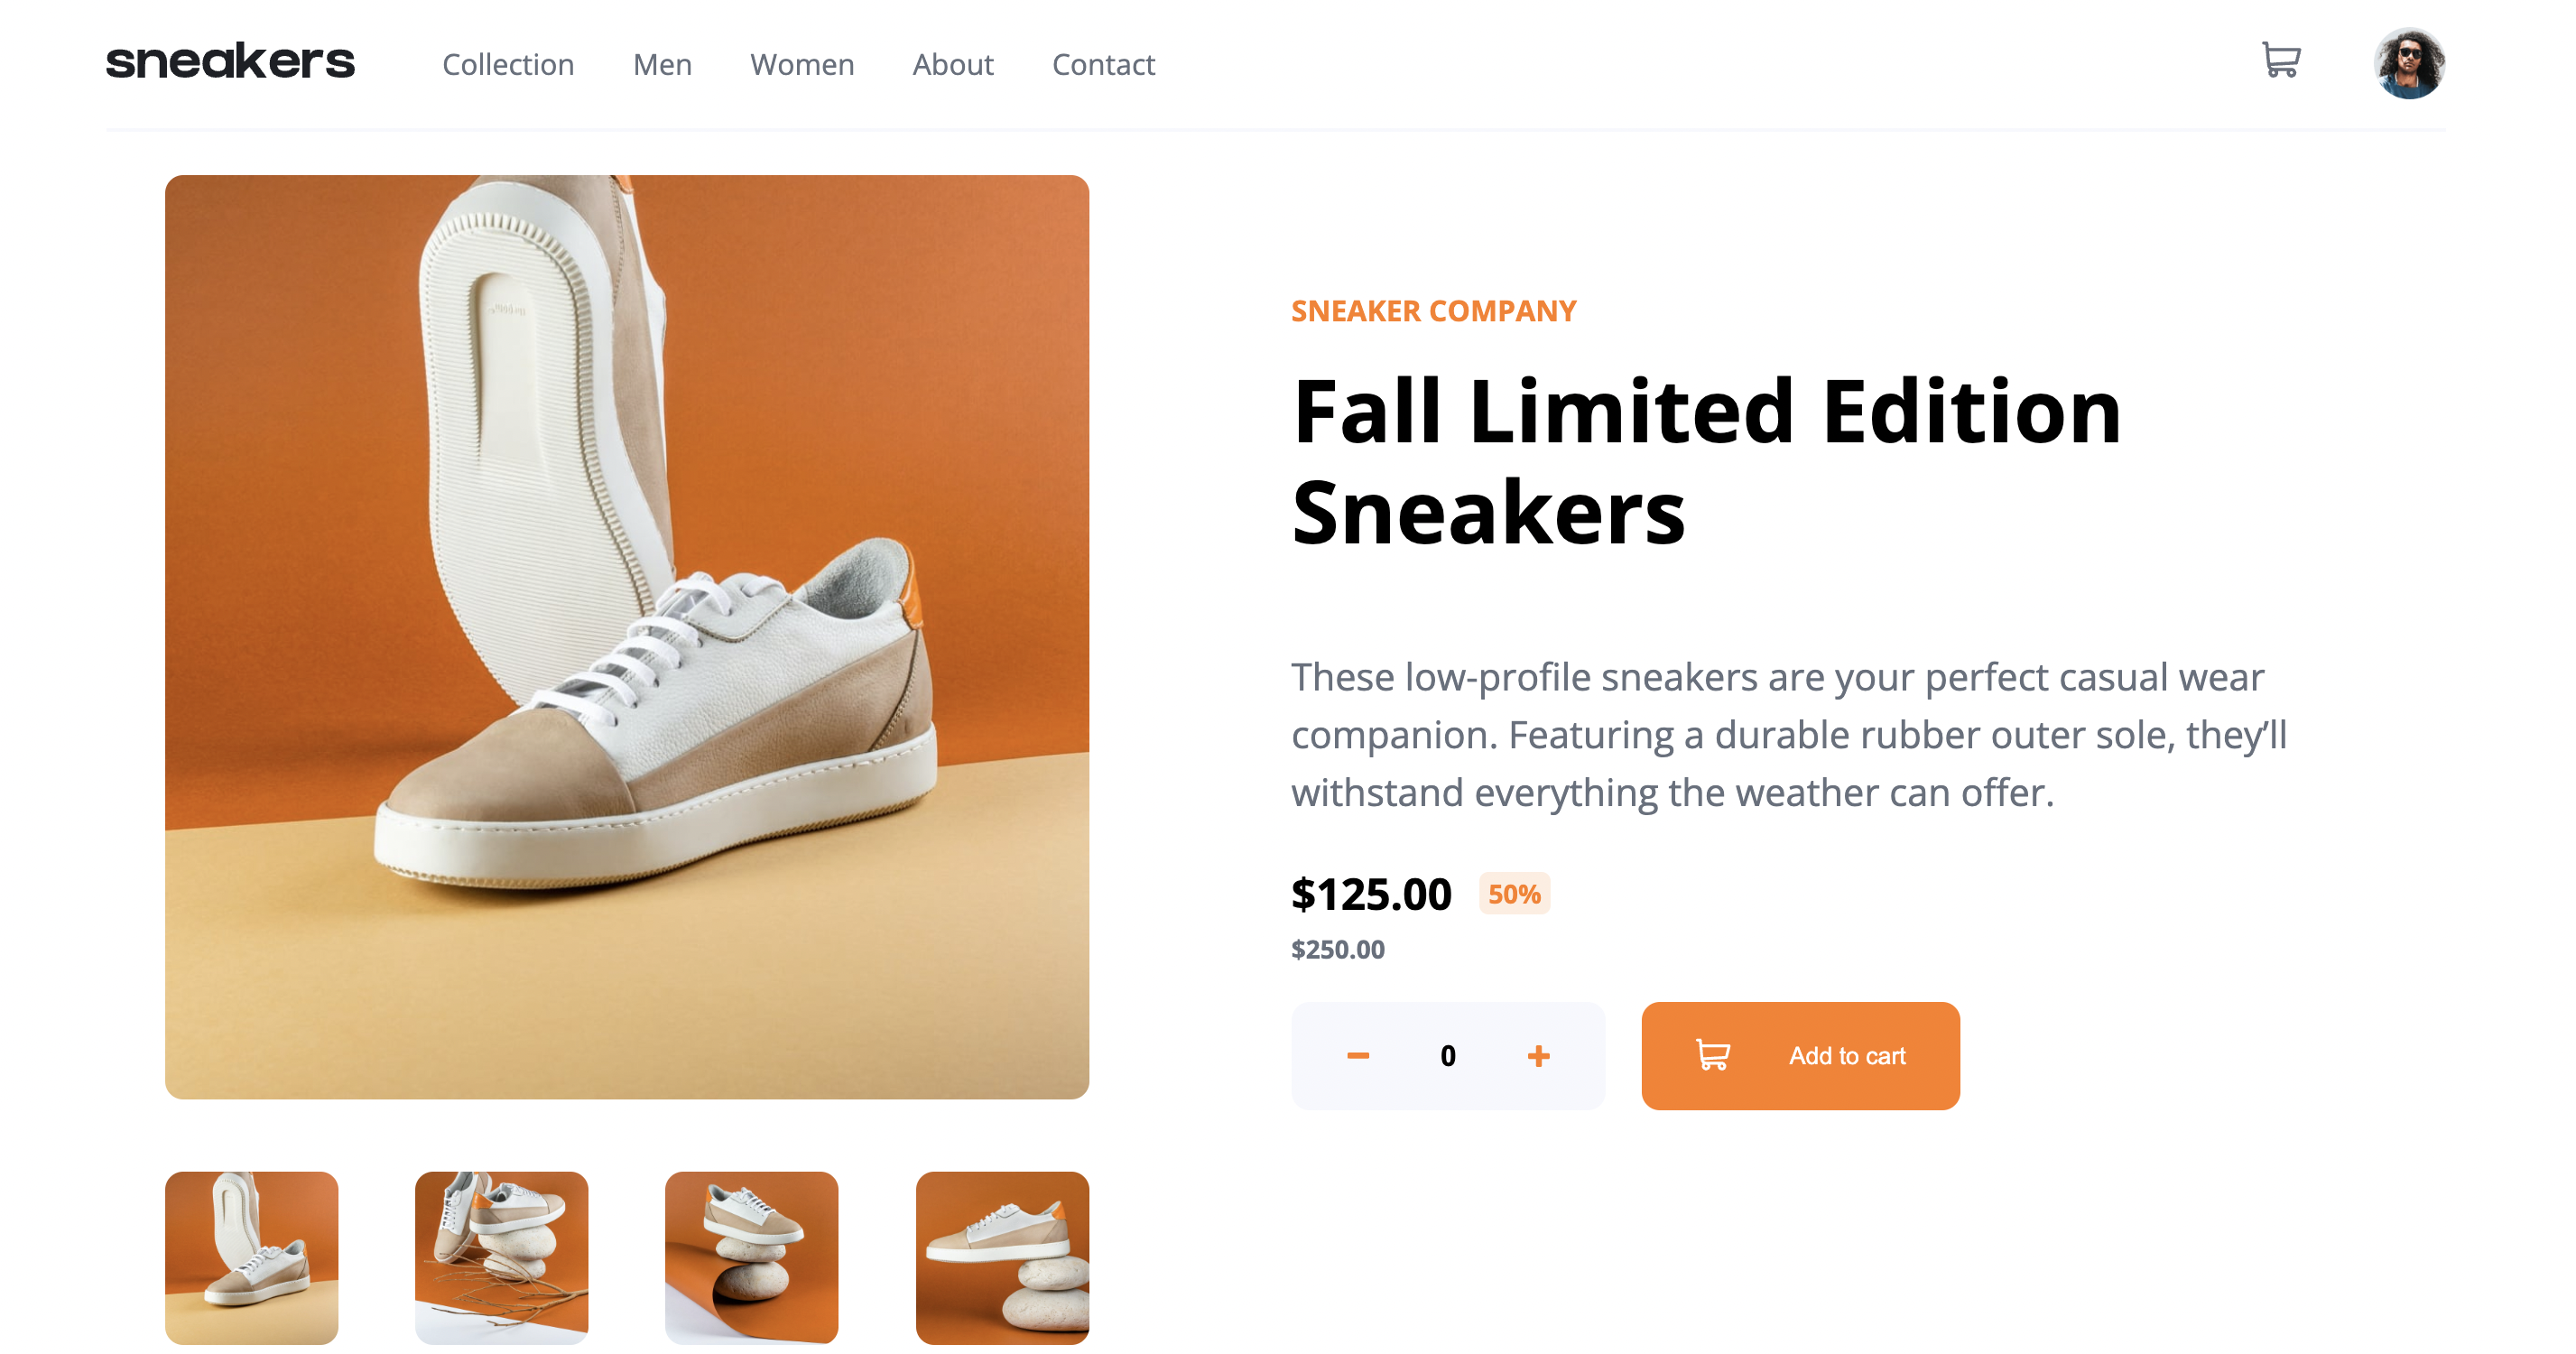 sneakers Collection Men Women About Contact
SNEAKER COMPANY
Fall Limited Edition
Sneakers
These low-profile sneakers are your perfect casual wear
companion. Featuring a durable rubber outer sole, they’ll
withstand everything the weather can offer.
$125.00 50%
$250.00
0 Add to cart